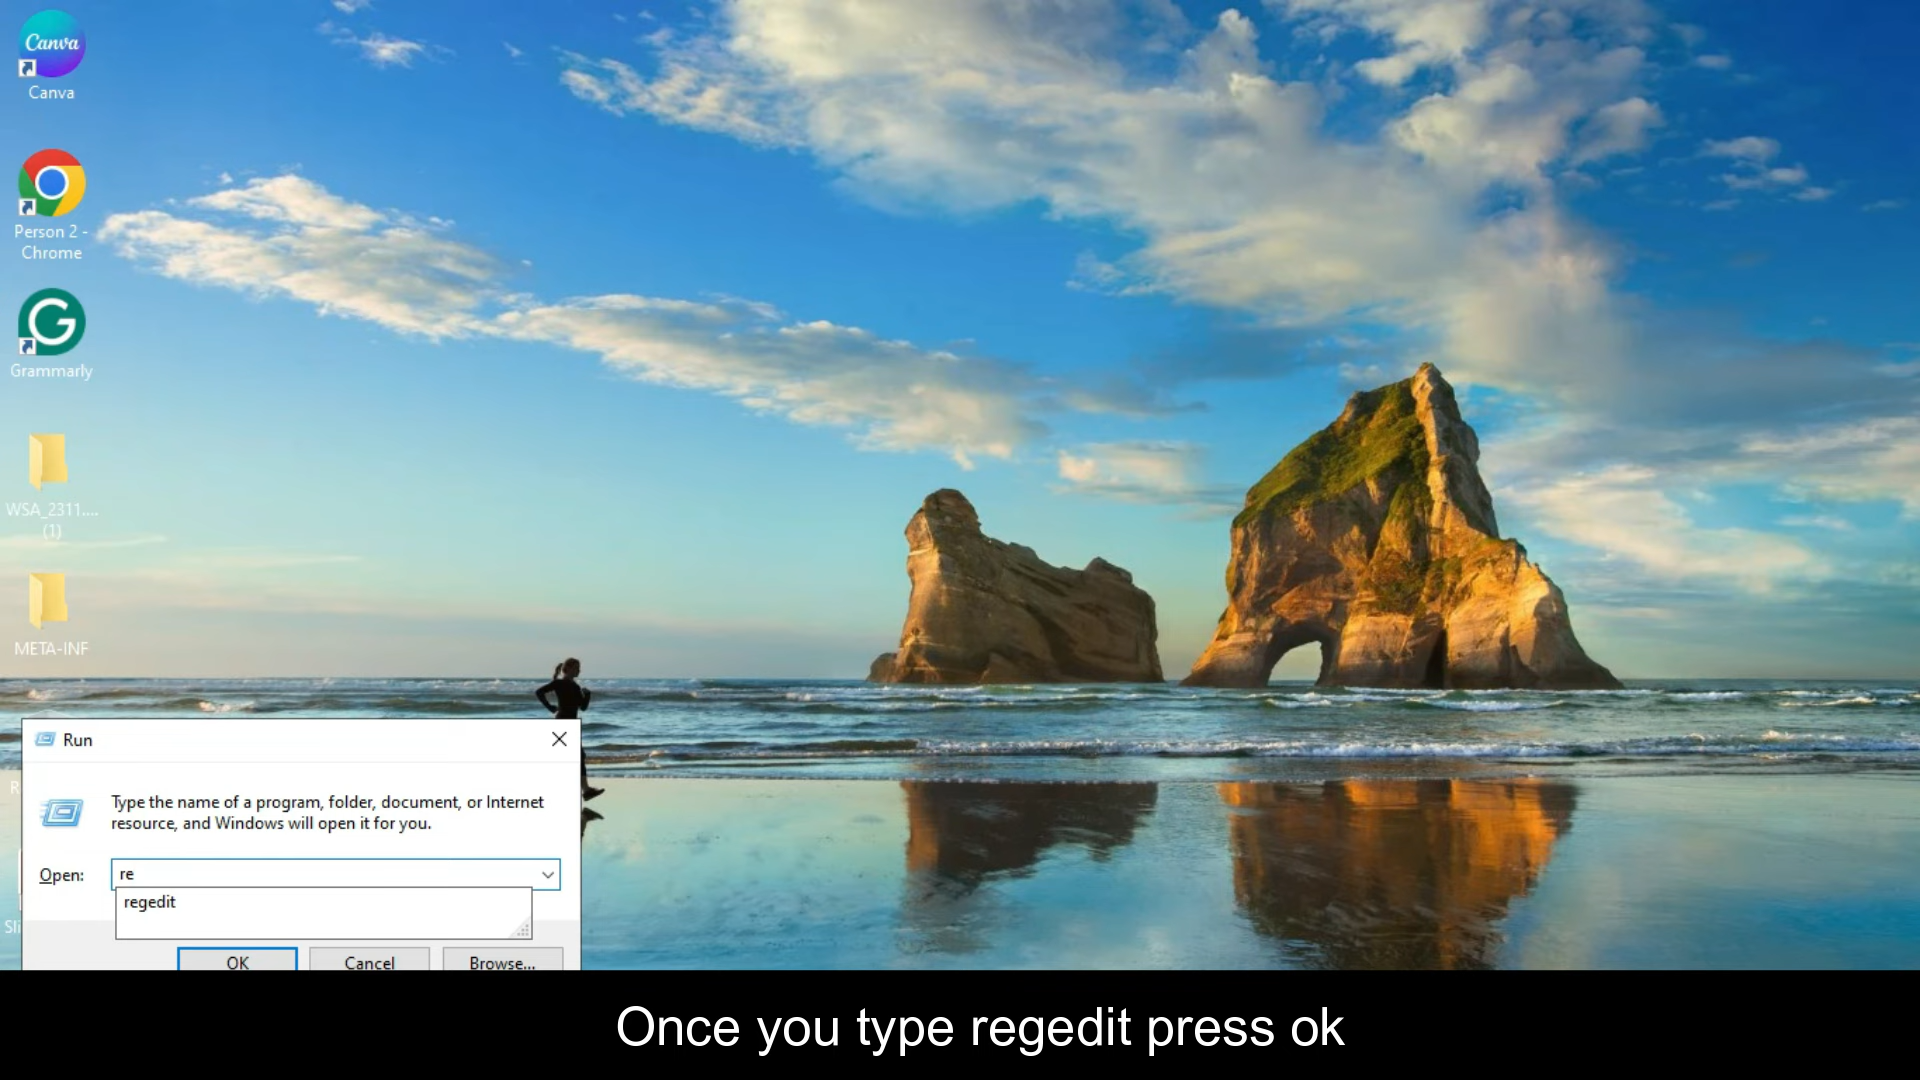 Canva
Canva
Person 2 -
Chrome
Grammarly
WSA_2311....
(1)
META-INF
Run
Type the name of a program, folder, document, or Internet
resource, and Windows will open it for you.
Open:
re
regedit
Sli
OK
Cancel
Browse...
Once you type regedit press ok